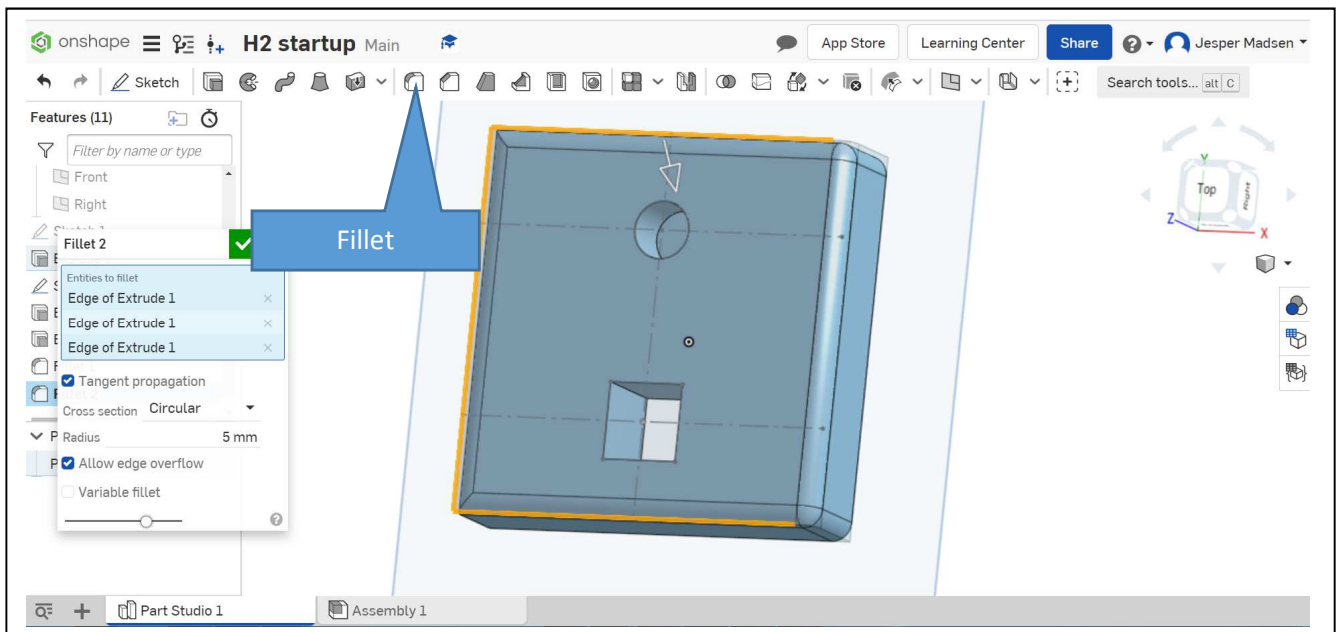 onshape H2 startup Main App Store Learning Center Share Jesper Madsen
Sketch Search tools... alt C
Features (11)
Filter by name or type
Front
Right
Fillet 2
Entities to fillet
Edge of Extrude 1
Edge of Extrude 1
Edge of Extrude 1
Tangent propagation
Cross section Circular
Radius 5 mm
Allow edge overflow
Variable fillet
Fillet
Top Right
Y
Z
X
Part Studio 1 Assembly 1